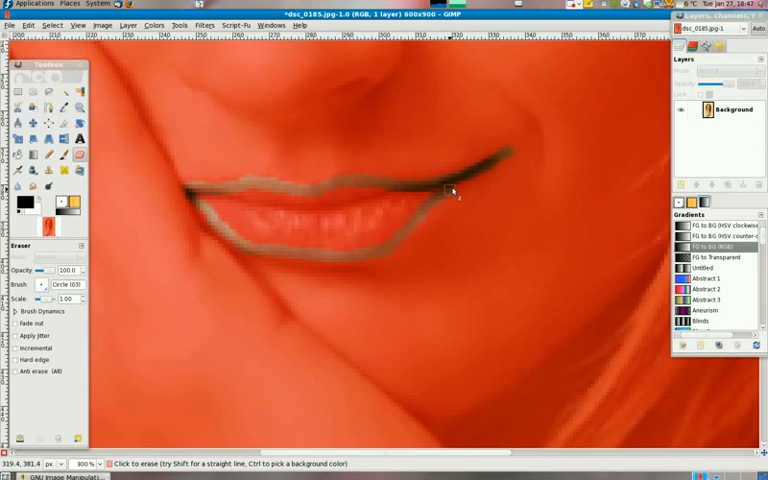 Applications Places System
6 °C Tue Jan 27, 18:47
*dsc_0185.jpg-1.0 (RGB, 1 layer) 600x900 - GIMP
File Edit Select View Image Layer Colors Tools Filters Script-Fu Windows Help
Toolbox
Eraser
Opacity: 100.0
Brush: Circle (03)
Scale: 1.00
Brush Dynamics
Fade out
Apply Jitter
Incremental
Hard edge
Anti erase (Alt)
Layers, Channels,
dsc_0185.jpg-1 Auto
Layers
Mode:
Opacity:
Lock:
Background
Gradients
FG to BG (HSV clockwise
FG to BG (HSV counter-c
FG to BG (RGB)
FG to Transparent
Untitled
Abstract 1
Abstract 2
Abstract 3
Aneurism
Blinds
319.4, 381.4 px 800% Click to erase (try Shift for a straight line, Ctrl to pick a background color)
GNU Image Manipulati...